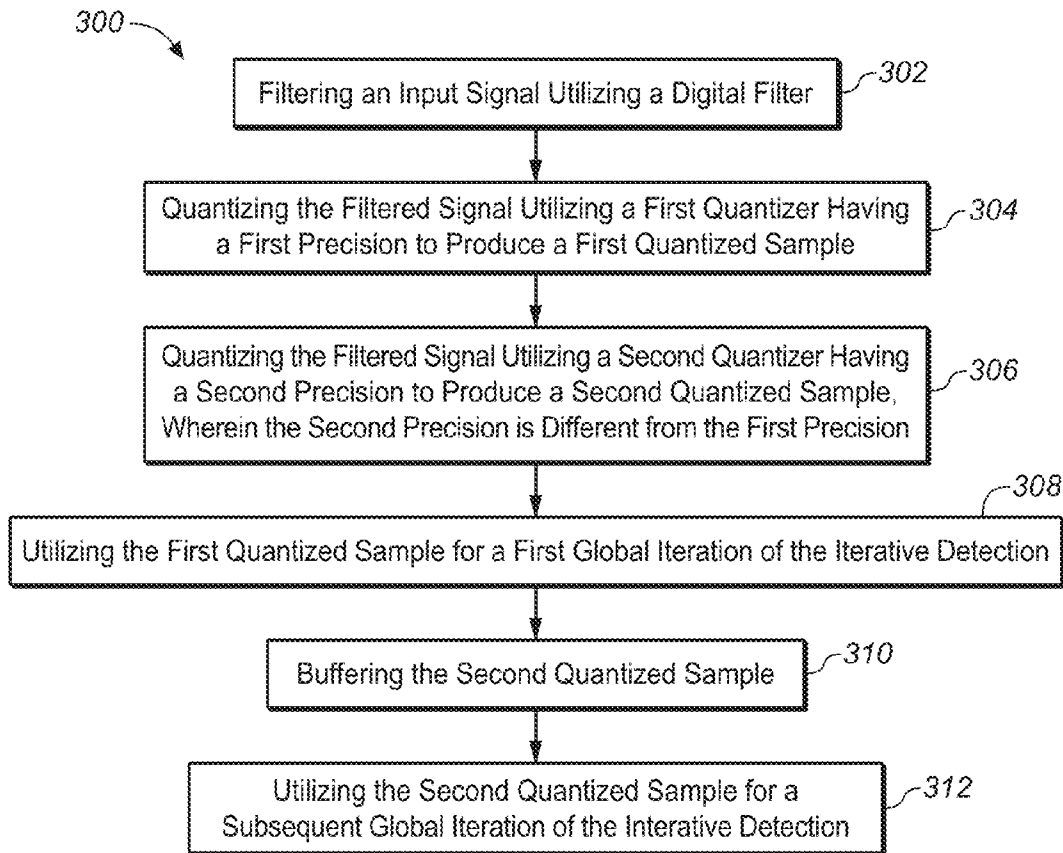 300
Filtering an Input Signal Utilizing a Digital Filter
302
Quantizing the Filtered Signal Utilizing a First Quantizer Having
a First Precision to Produce a First Quantized Sample
304
Quantizing the Filtered Signal Utilizing a Second Quantizer Having
a Second Precision to Produce a Second Quantized Sample,
Wherein the Second Precision is Different from the First Precision
306
308
Utilizing the First Quantized Sample for a First Global Iteration of the Iterative Detection
Buffering the Second Quantized Sample
310
Utilizing the Second Quantized Sample for a
Subsequent Global Iteration of the Interative Detection
312